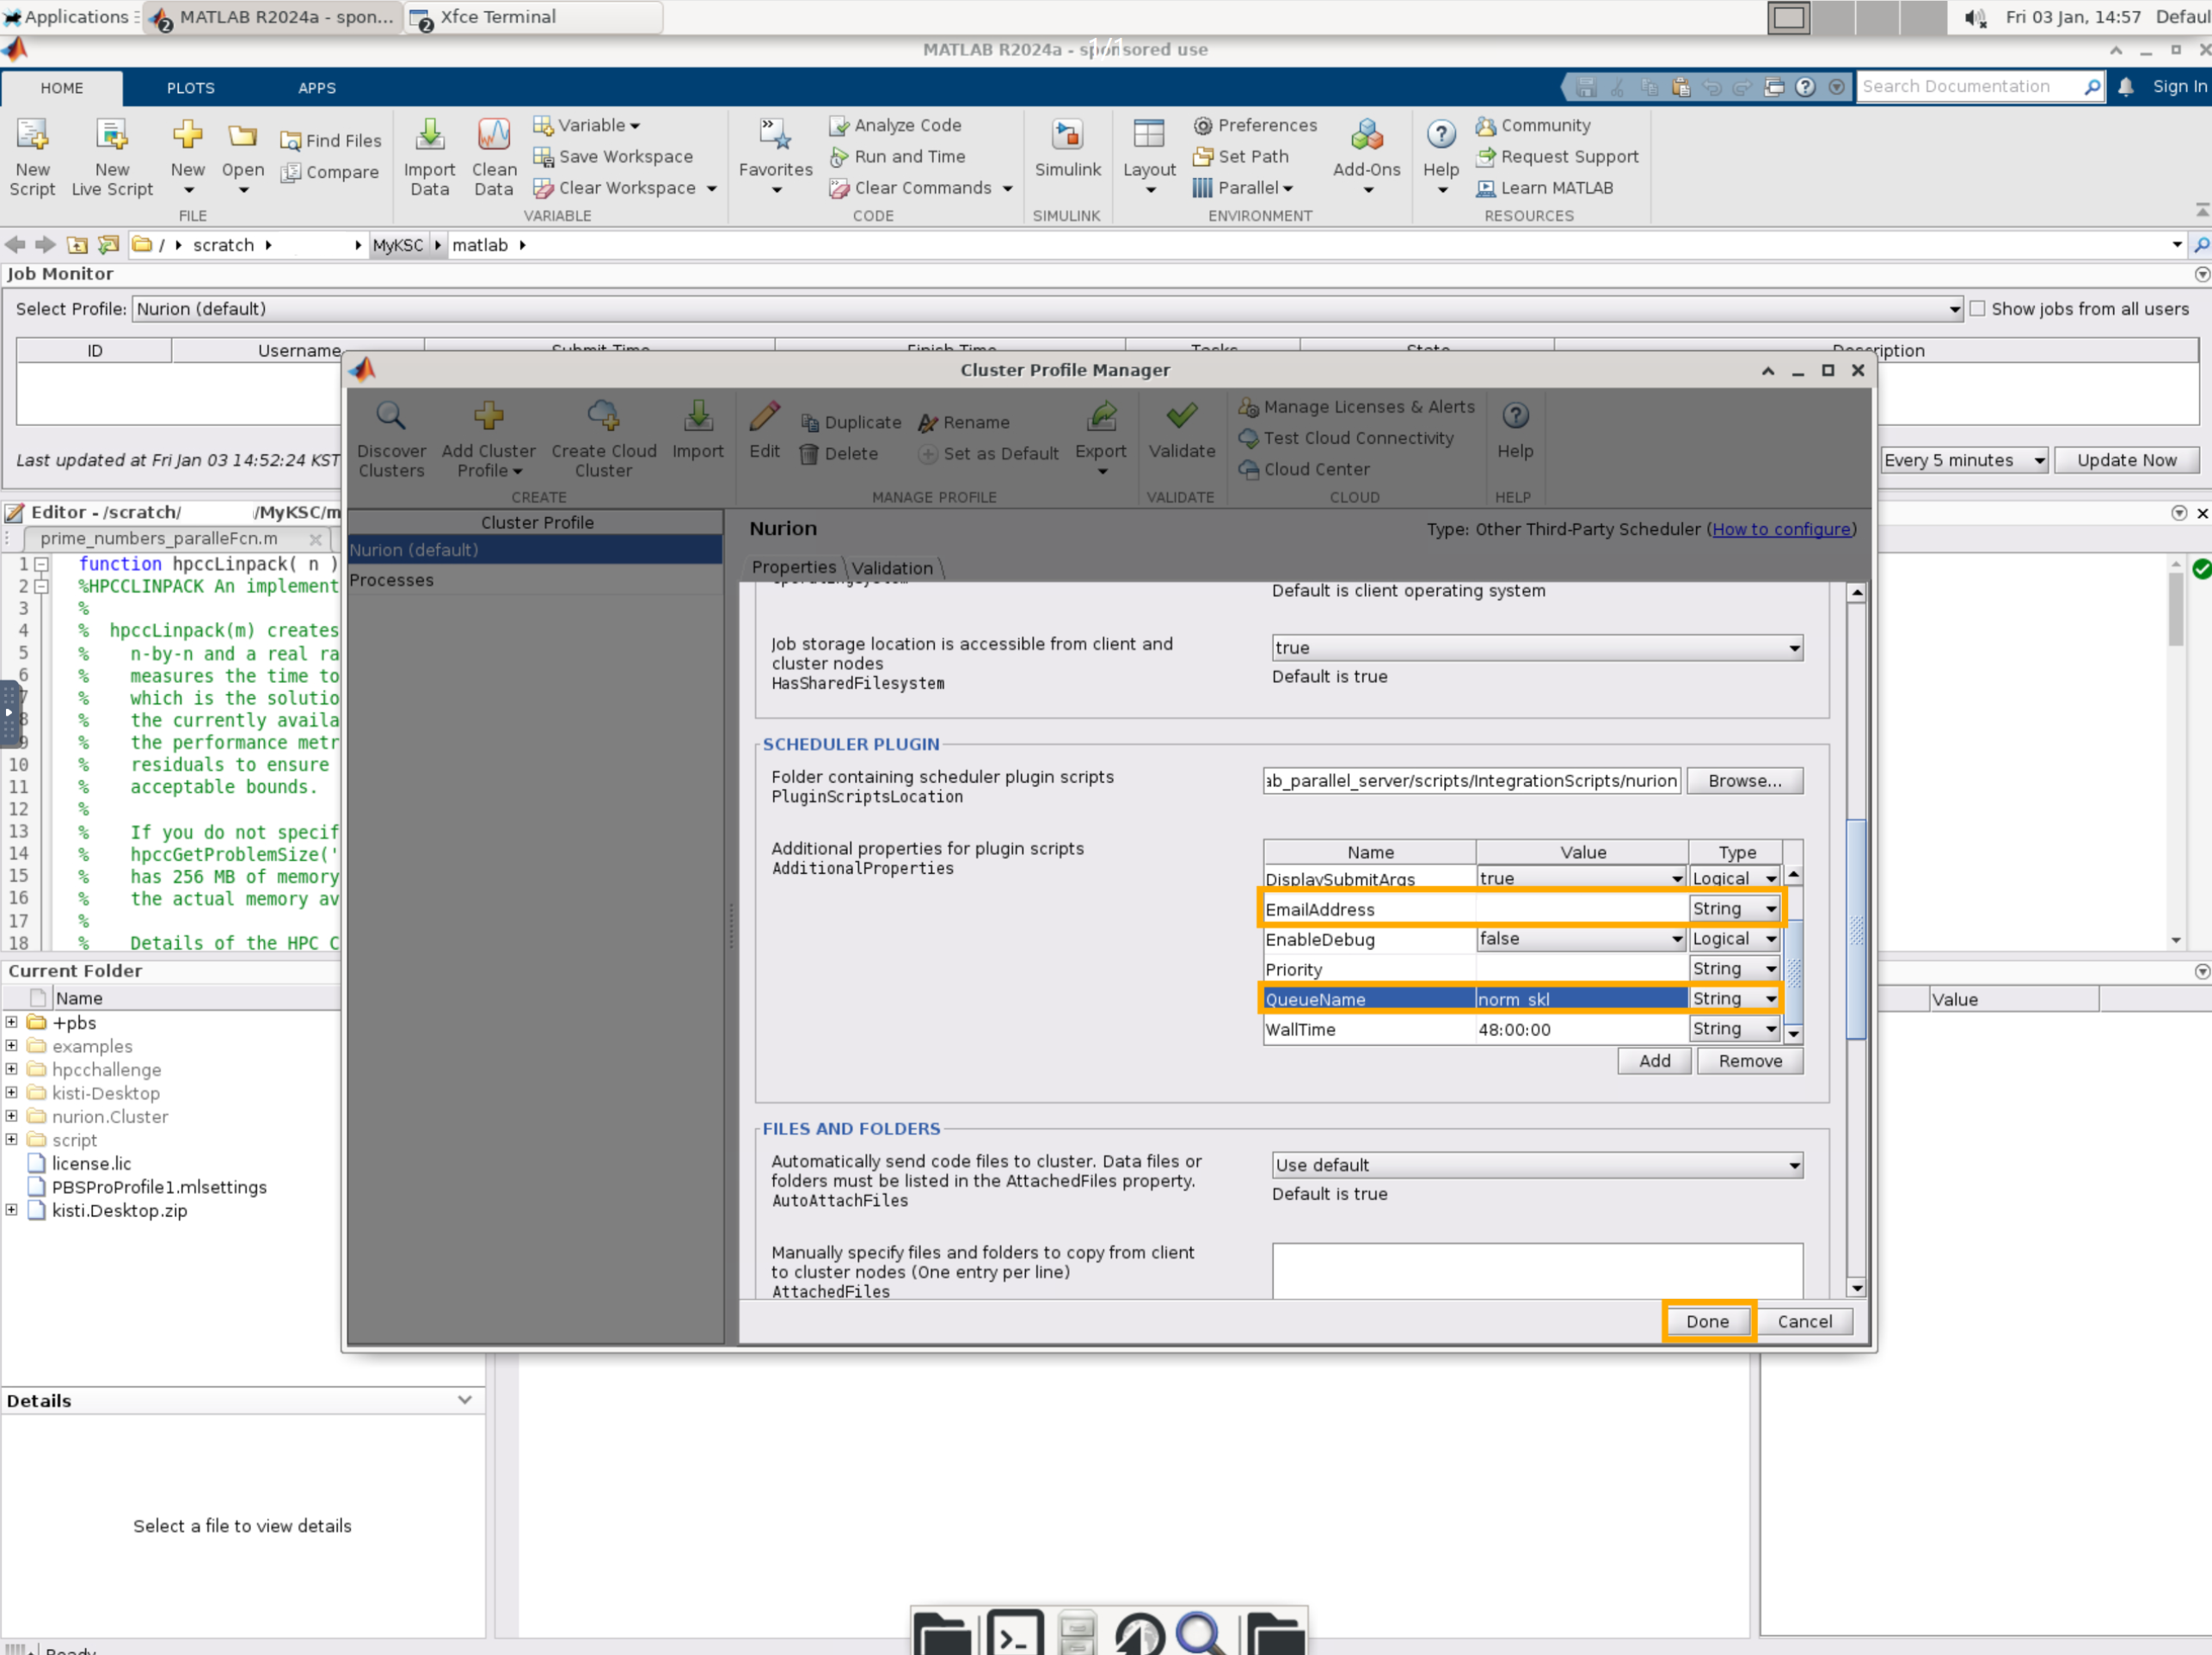 Applications
MATLAB R2024a - spon...
Xfce Terminal
Fri 03 Jan, 14:57
Defaul
MATLAB R2024a - sponsored use
1/1
HOME
PLOTS
APPS
Search Documentation
Sign In
New Script
New Live Script
New
Open
Find Files
Compare
FILE
Import Data
Clean Data
Variable
Save Workspace
Clear Workspace
VARIABLE
Favorites
Analyze Code
Run and Time
Clear Commands
CODE
Simulink
SIMULINK
Layout
Preferences
Set Path
Parallel
Add-Ons
ENVIRONMENT
Help
Community
Request Support
Learn MATLAB
RESOURCES
/ scratch MyKSC matlab
Job Monitor
Select Profile: Nurion (default)
Show jobs from all users
ID Username Submit Time Finish Time Tasks State Description
Last updated at Fri Jan 03 14:52:24 KST
Every 5 minutes
Update Now
Editor - /scratch/ /MyKSC/m
prime_numbers_paralleFcn.m
1 function hpccLinpack( n )
2 %HPCCLINPACK An implement
3 %
4 % hpccLinpack(m) creates
5 % n-by-n and a real ra
6 % measures the time to
7 % which is the solutio
8 % the currently availa
9 % the performance metr
10 % residuals to ensure
11 % acceptable bounds.
12 %
13 % If you do not specif
14 % hpccGetProblemSize('
15 % has 256 MB of memory
16 % the actual memory av
17 %
18 % Details of the HPC C
Current Folder
Name
+pbs
examples
hpcchallenge
kisti-Desktop
nurion.Cluster
script
license.lic
PBSProProfile1.mlsettings
kisti.Desktop.zip
Details
Select a file to view details
Ready
Value
Cluster Profile Manager
Discover Clusters
Add Cluster Profile
Create Cloud Cluster
Import
CREATE
Edit
Duplicate
Delete
Rename
Set as Default
Export
MANAGE PROFILE
Validate
VALIDATE
Manage Licenses & Alerts
Test Cloud Connectivity
Cloud Center
CLOUD
Help
HELP
Cluster Profile
Nurion (default)
Processes
Nurion
Type: Other Third-Party Scheduler (How to configure)
Properties
Validation
OperatingSystem
Default is client operating system
Job storage location is accessible from client and
cluster nodes
HasSharedFilesystem
true
Default is true
SCHEDULER PLUGIN
Folder containing scheduler plugin scripts
PluginScriptsLocation
ab_parallel_server/scripts/IntegrationScripts/nurion
Browse...
Additional properties for plugin scripts
AdditionalProperties
Name Value Type
DisplaySubmitArgs true Logical
EmailAddress String
EnableDebug false Logical
Priority String
QueueName norm_skl String
WallTime 48:00:00 String
Add
Remove
FILES AND FOLDERS
Automatically send code files to cluster. Data files or
folders must be listed in the AttachedFiles property.
AutoAttachFiles
Use default
Default is true
Manually specify files and folders to copy from client
to cluster nodes (One entry per line)
AttachedFiles
Done
Cancel